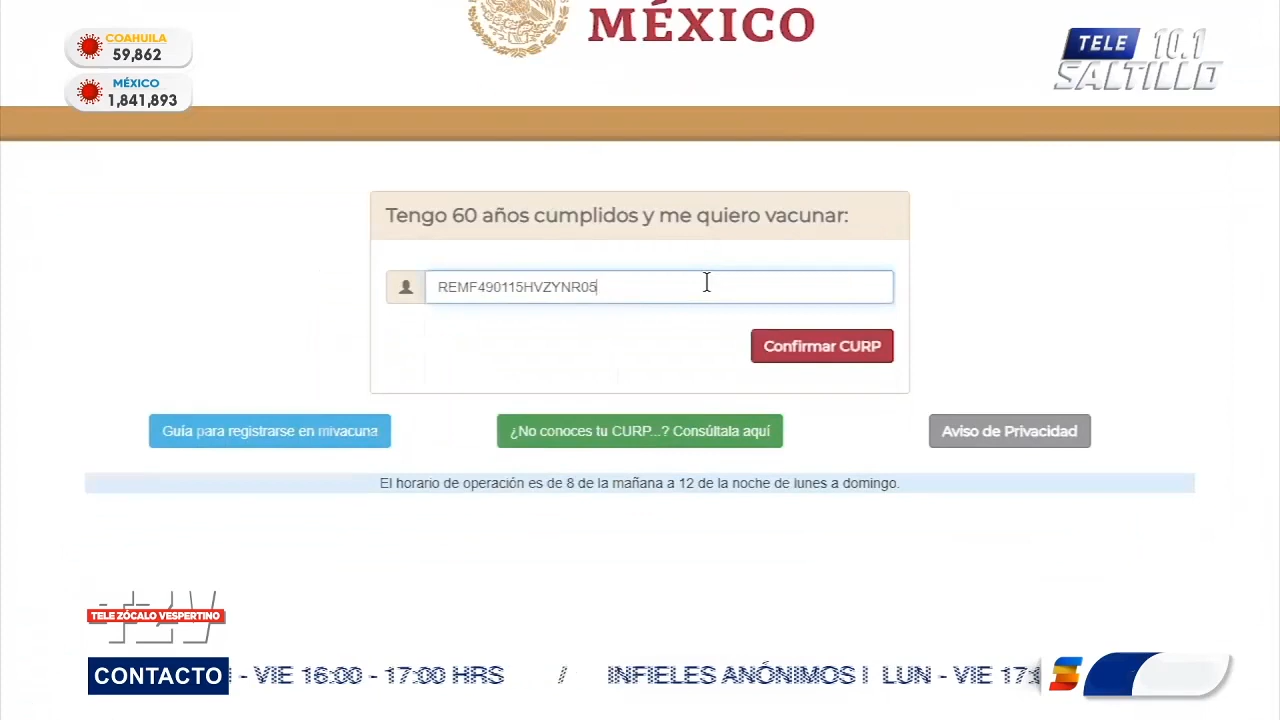 MÉXICO
COAHUILA
59,862
MÉXICO
1,841,893
TELE 10.1
SALTILLO
Tengo 60 años cumplidos y me quiero vacunar:
REMF490115HVZYNR05
Confirmar CURP
Guía para registrarse en mivacuna
¿No conoces tu CURP...? Consúltala aquí
Aviso de Privacidad
El horario de operación es de 8 de la mañana a 12 de la noche de lunes a domingo.
TZV
TELE ZÓCALO VESPERTINO
CONTACTO
- VIE 16:00 - 17:00 HRS / INFIELES ANÓNIMOS | LUN - VIE 17: